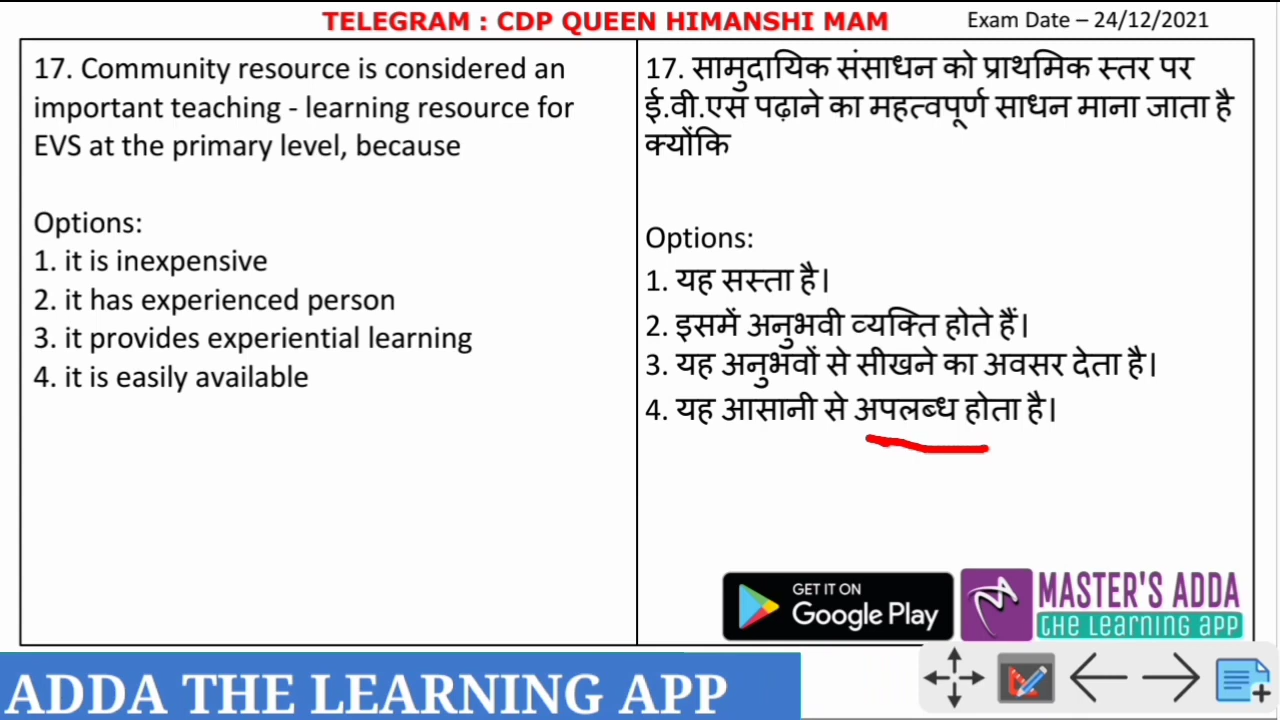 TELEGRAM : CDP QUEEN HIMANSHI MAM
Exam Date – 24/12/2021
17. Community resource is considered an
important teaching - learning resource for
EVS at the primary level, because
Options:
1. it is inexpensive
2. it has experienced person
3. it provides experiential learning
4. it is easily available
17. सामुदायिक संसाधन को प्राथमिक स्तर पर
ई.वी.एस पढ़ाने का महत्वपूर्ण साधन माना जाता है
क्योंकि
Options:
1. यह सस्ता है।
2. इसमें अनुभवी व्यक्ति होते हैं।
3. यह अनुभवों से सीखने का अवसर देता है।
4. यह आसानी से अपलब्ध होता है।
GET IT ON
Google Play
MASTER'S ADDA
THE LEARNING APP
ADDA THE LEARNING APP